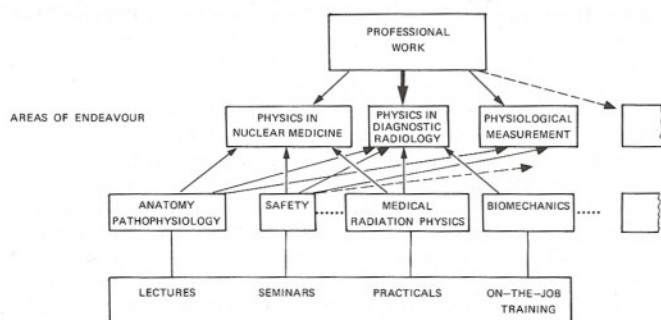 PROFESSIONAL
WORK
AREAS OF ENDEAVOUR
PHYSICS IN
NUCLEAR MEDICINE
PHYSICS IN
DIAGNOSTIC
RADIOLOGY
PHYSIOLOGICAL
MEASUREMENT
ANATOMY
PATHOPHYSIOLOGY
SAFETY
MEDICAL
RADIATION PHYSICS
BIOMECHANICS
LECTURES
SEMINARS
PRACTICALS
ON-THE-JOB
TRAINING